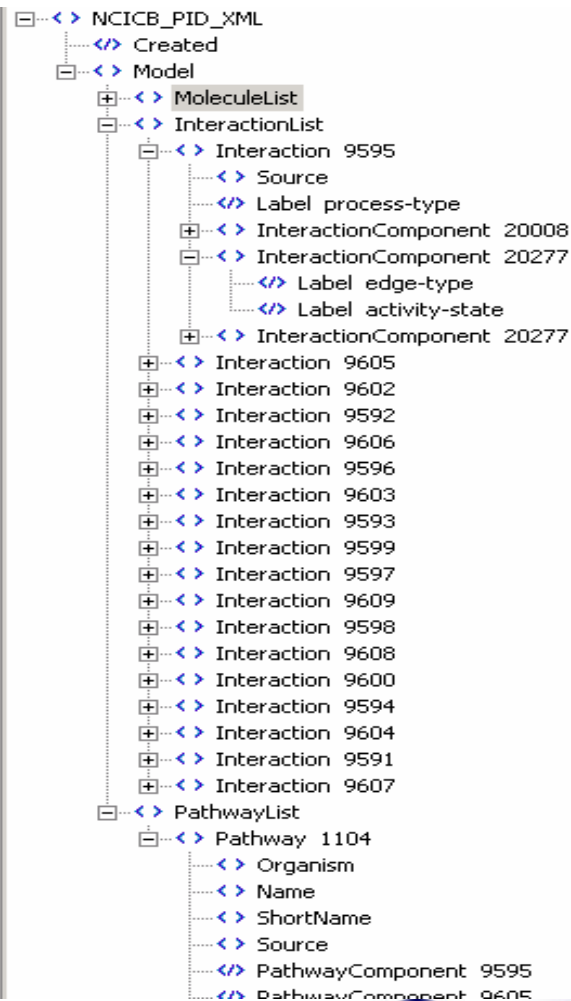 NCICB_PID_XML
Created
Model
MoleculeList
InteractionList
Interaction 9595
Source
Label process-type
InteractionComponent 20008
InteractionComponent 20277
Label edge-type
Label activity-state
InteractionComponent 20277
Interaction 9605
Interaction 9602
Interaction 9592
Interaction 9606
Interaction 9596
Interaction 9603
Interaction 9593
Interaction 9599
Interaction 9597
Interaction 9609
Interaction 9598
Interaction 9608
Interaction 9600
Interaction 9594
Interaction 9604
Interaction 9591
Interaction 9607
PathwayList
Pathway 1104
Organism
Name
ShortName
Source
PathwayComponent 9595
PathwayComponent 9605